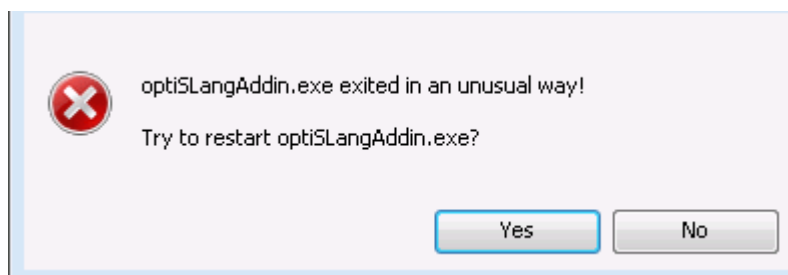 optiSLangAddin.exe exited in an unusual way!
Try to restart optiSLangAddin.exe?
Yes
No